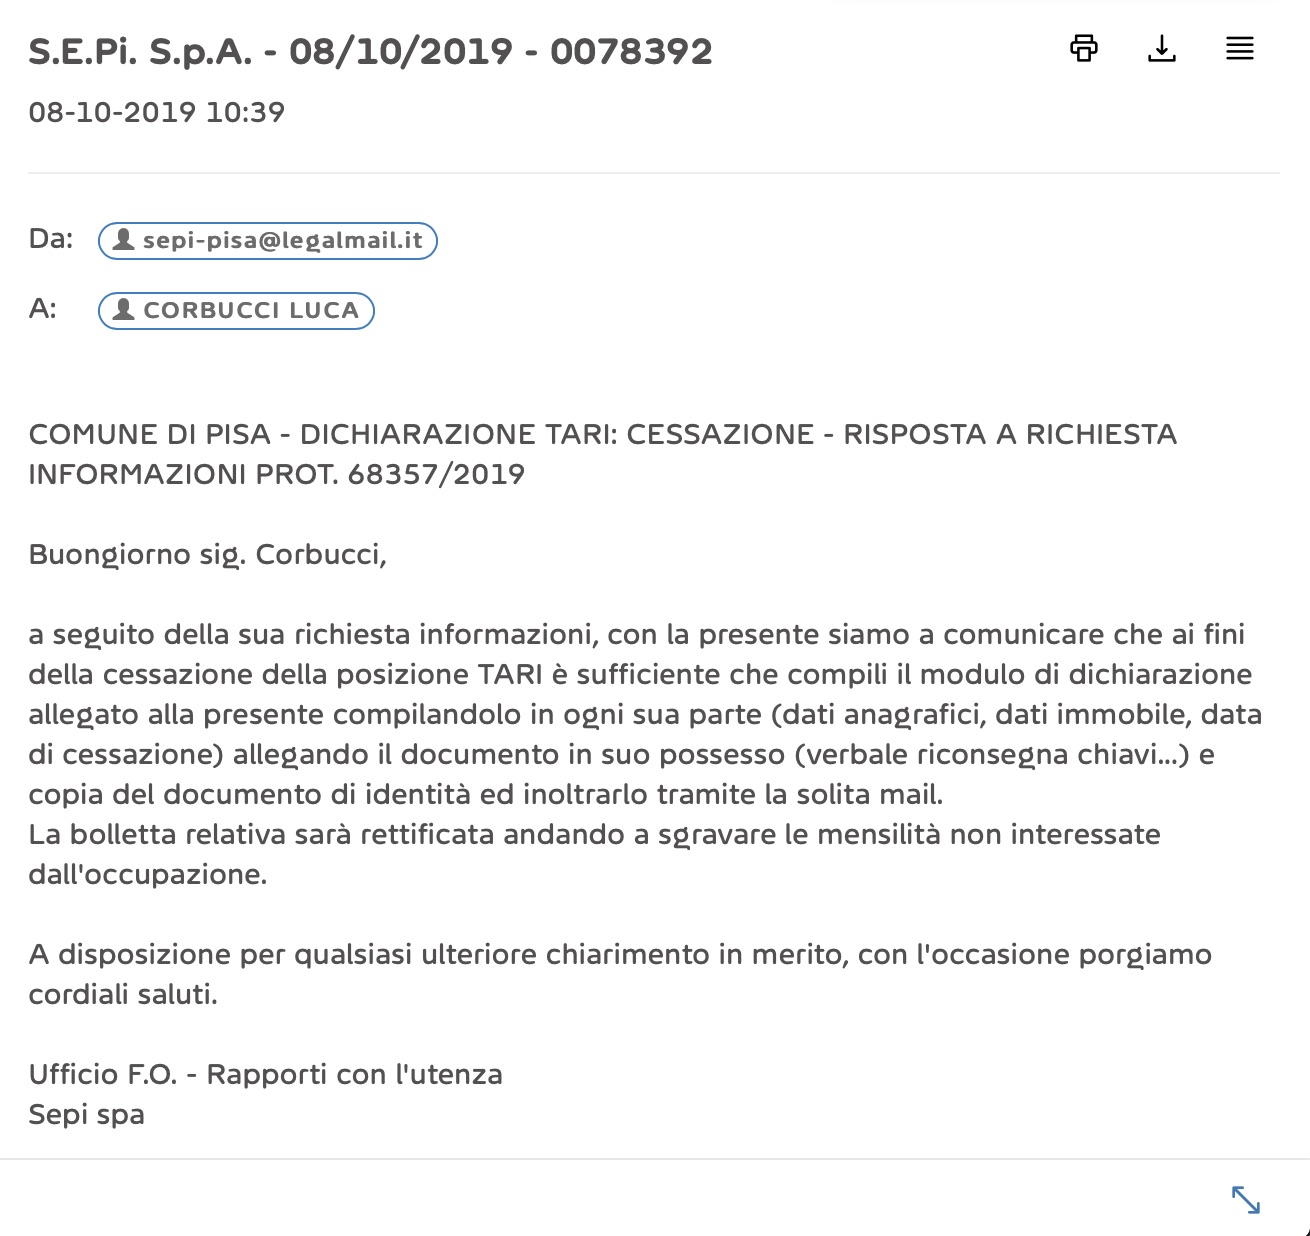 S.E.Pi. S.p.A. - 08/10/2019 - 0078392
08-10-2019 10:39
Da: sepi-pisa@legalmail.it
A: CORBUCCI LUCA
COMUNE DI PISA - DICHIARAZIONE TARI: CESSAZIONE - RISPOSTA A RICHIESTA
INFORMAZIONI PROT. 68357/2019
Buongiorno sig. Corbucci,
a seguito della sua richiesta informazioni, con la presente siamo a comunicare che ai fini
della cessazione della posizione TARI è sufficiente che compili il modulo di dichiarazione
allegato alla presente compilandolo in ogni sua parte (dati anagrafici, dati immobile, data
di cessazione) allegando il documento in suo possesso (verbale riconsegna chiavi...) e
copia del documento di identità ed inoltrarlo tramite la solita mail.
La bolletta relativa sarà rettificata andando a sgravare le mensilità non interessate
dall'occupazione.
A disposizione per qualsiasi ulteriore chiarimento in merito, con l'occasione porgiamo
cordiali saluti.
Ufficio F.O. - Rapporti con l'utenza
Sepi spa